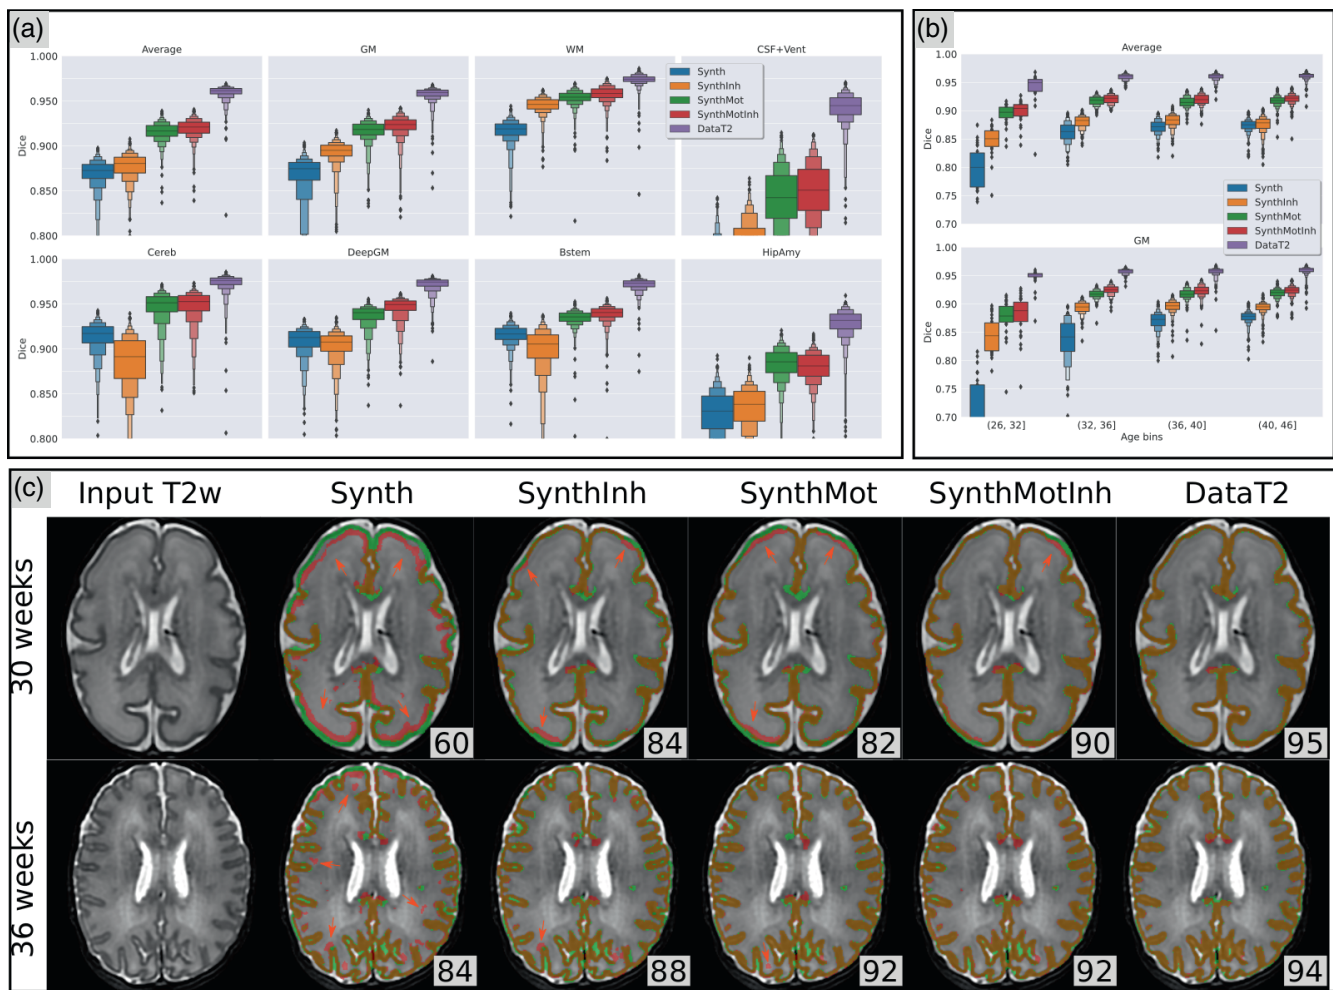 (a)
Average GM WM CSF+Vent
1.000
0.950
0.900
0.850
0.800
Dice
Synth
SynthInh
SynthMot
SynthMotInh
DataT2
Cereb DeepGM Bstem HipAmy
1.000
0.950
0.900
0.850
0.800
Dice
(b)
Average
1.00
0.95
0.90
0.85
0.80
0.75
0.70
Dice
Synth
SynthInh
SynthMot
SynthMotInh
DataT2
GM
1.00
0.95
0.90
0.85
0.80
0.75
0.70
Dice
(26, 32] (32, 36] (36, 40] (40, 46]
Age bins
(c)
Input T2w Synth SynthInh SynthMot SynthMotInh DataT2
30 weeks
60 84 82 90 95
36 weeks
84 88 92 92 94